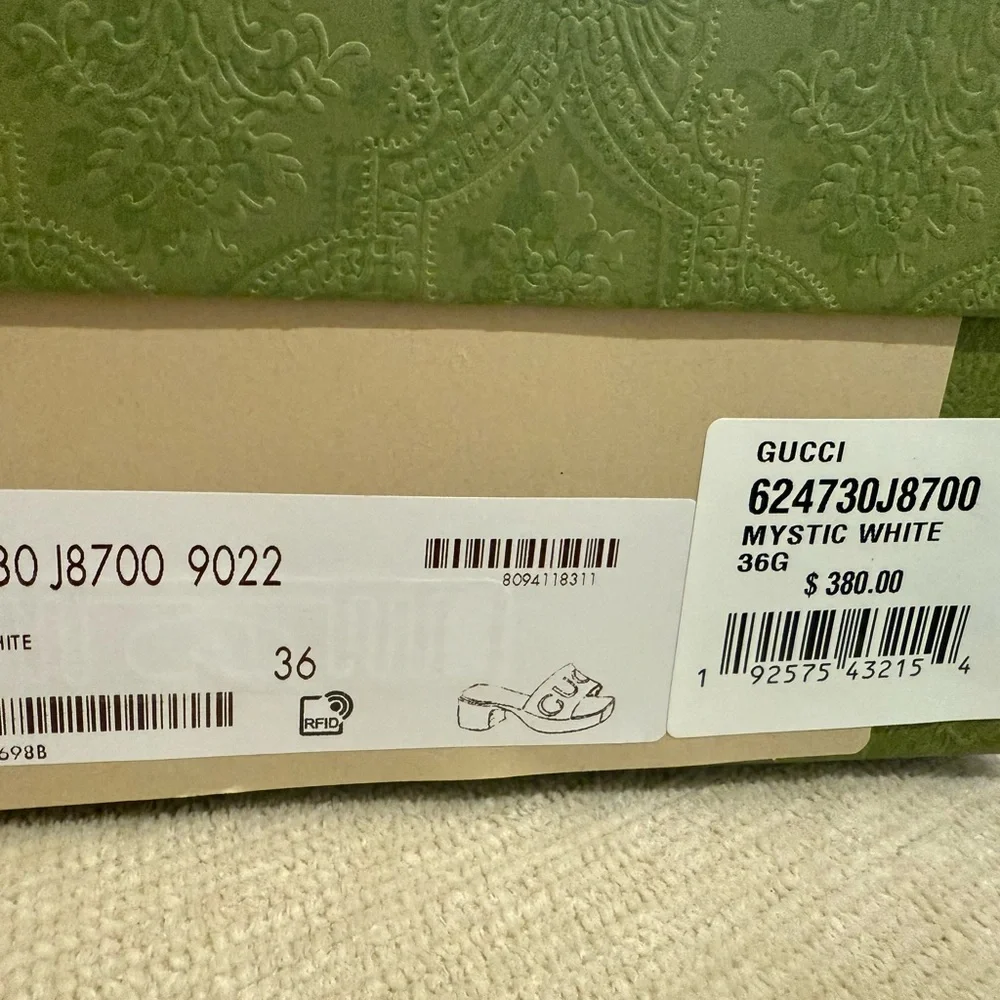 30 J8700 9022
8094118311
HITE
36
RFID
698B
GUC
GUCCI
624730J8700
MYSTIC WHITE
36G
$ 380.00
1 92575 43215 4